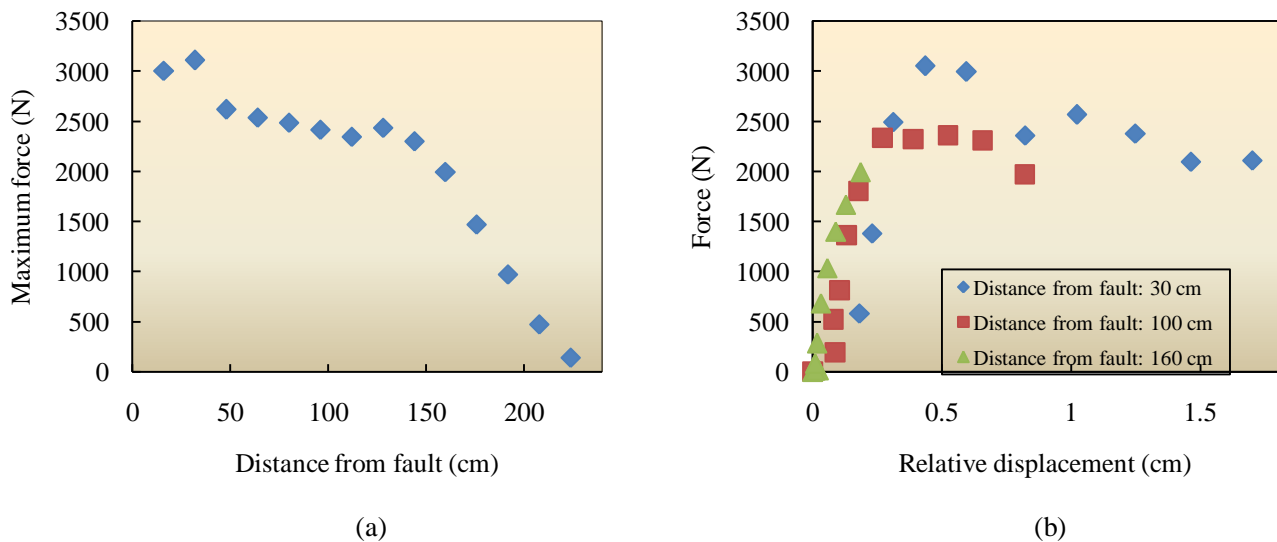 3500
3000
2500
2000
1500
1000
500
0
Maximum force (N)
0 50 100 150 200
Distance from fault (cm)
(a)
3500
3000
2500
2000
1500
1000
500
0
Force (N)
Distance from fault: 30 cm
Distance from fault: 100 cm
Distance from fault: 160 cm
0 0.5 1 1.5
Relative displacement (cm)
(b)